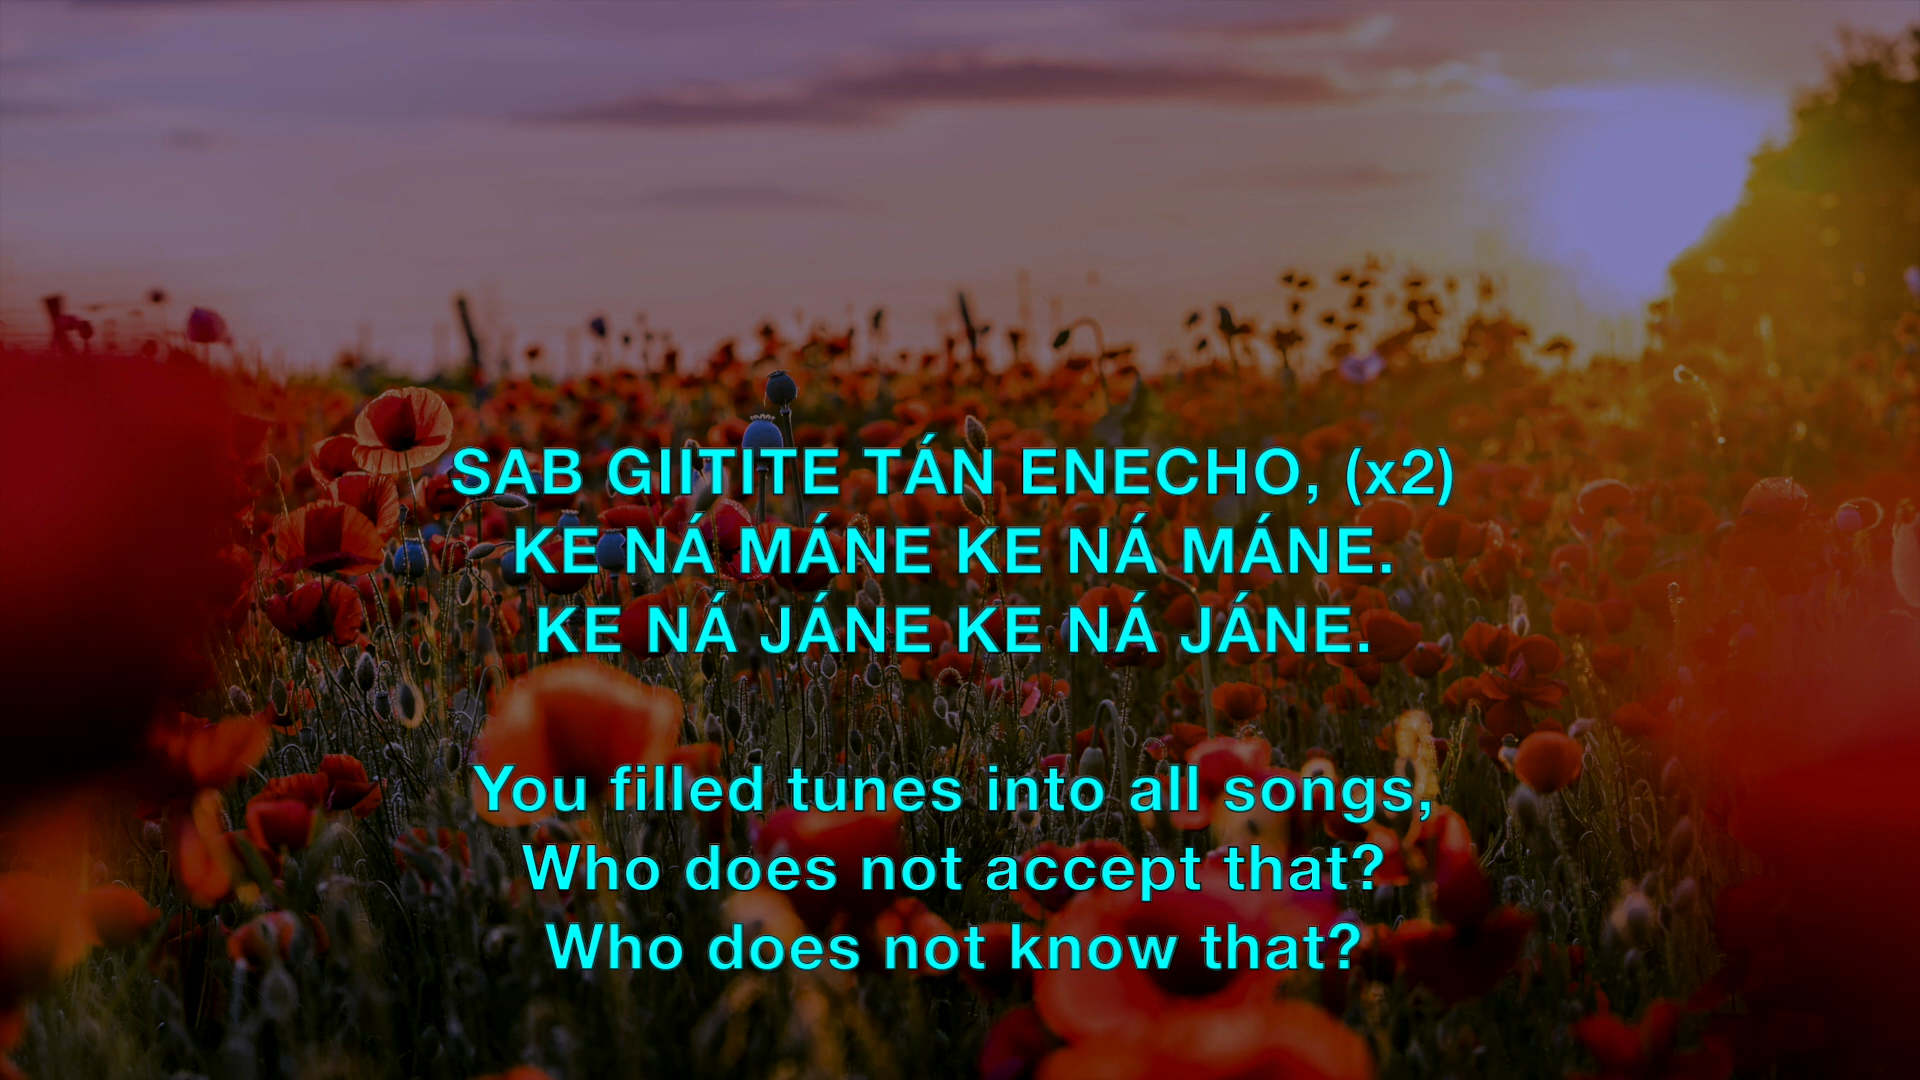 SAB GIITITE TÁN ENECHO, (x2)
KE NÁ MÁNE KE NÁ MÁNE.
KE NÁ JÁNE KE NÁ JÁNE.
You filled tunes into all songs,
Who does not accept that?
Who does not know that?